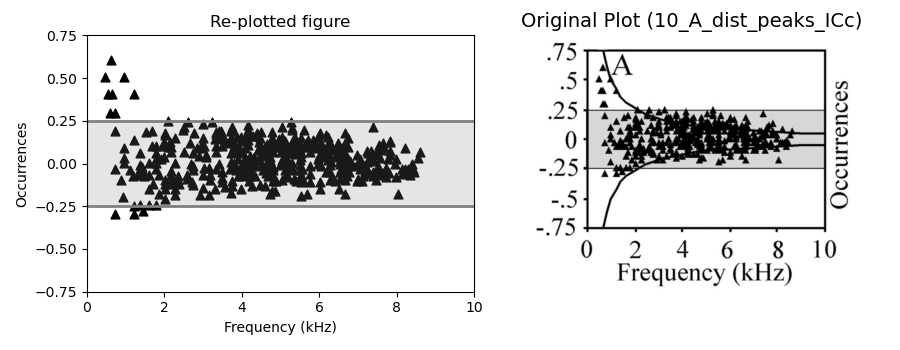 Re-plotted figure
0.75
0.50
0.25
0.00
−0.25
−0.50
−0.75
Occurrences
0 2 4 6 8 10
Frequency (kHz)
Original Plot (10_A_dist_peaks_ICc)
.75
.5
.25
0
-.25
-.5
-.75
A
Occurrences
0 2 4 6 8 10
Frequency (kHz)